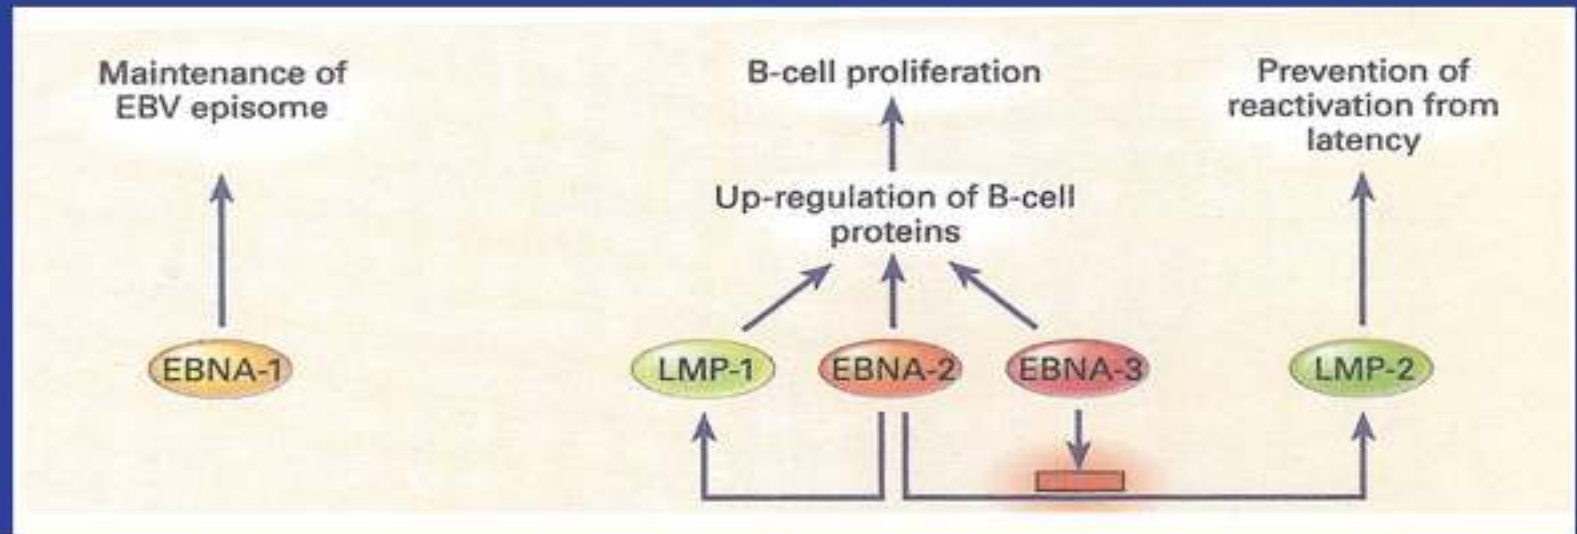 Maintenance of
EBV episome
B-cell proliferation
Prevention of
reactivation from
latency
Up-regulation of B-cell
proteins
EBNA-1
LMP-1
EBNA-2
EBNA-3
LMP-2